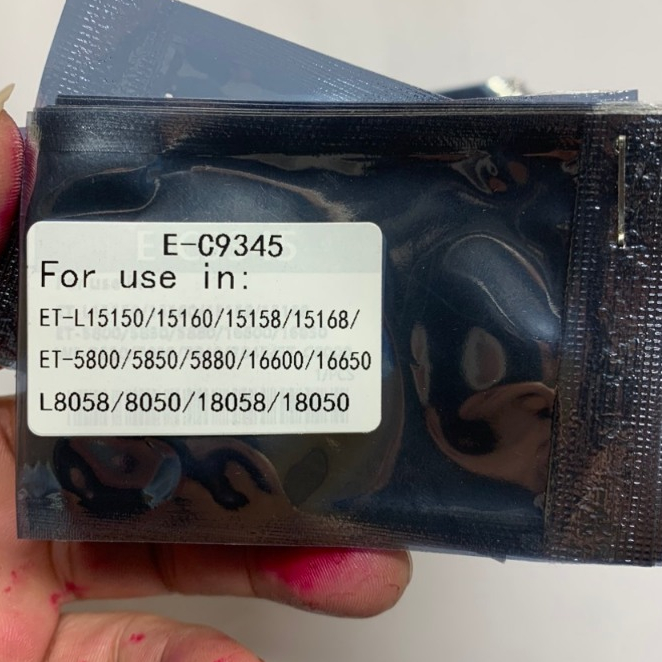 E-C9345
For use in:
ET-L15150/15160/15158/15168/
ET-5800/5850/5880/16600/16650
L8058/8050/18058/18050